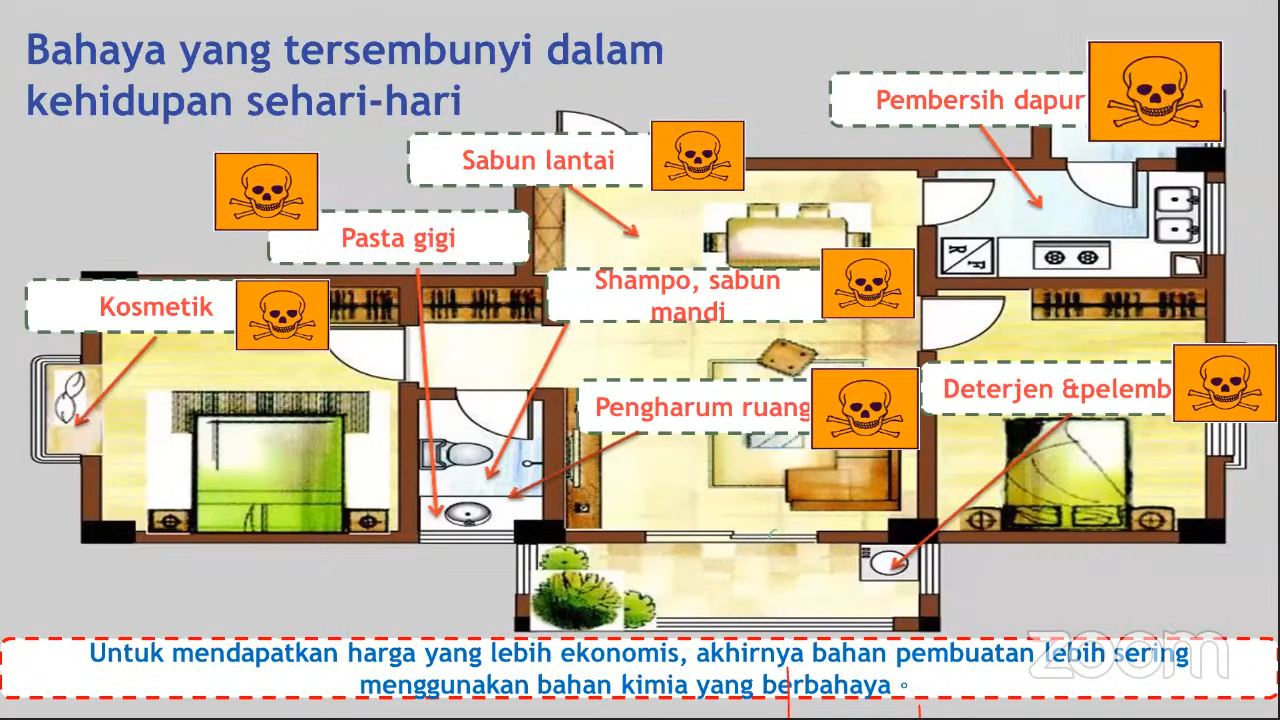 Bahaya yang tersembunyi dalam
kehidupan sehari-hari
Pembersih dapur
Sabun lantai
Pasta gigi
Shampo, sabun
mandi
Kosmetik
Pengharum ruang
Deterjen &pelemb
Untuk mendapatkan harga yang lebih ekonomis, akhirnya bahan pembuatan lebih sering
menggunakan bahan kimia yang berbahaya。
zoom